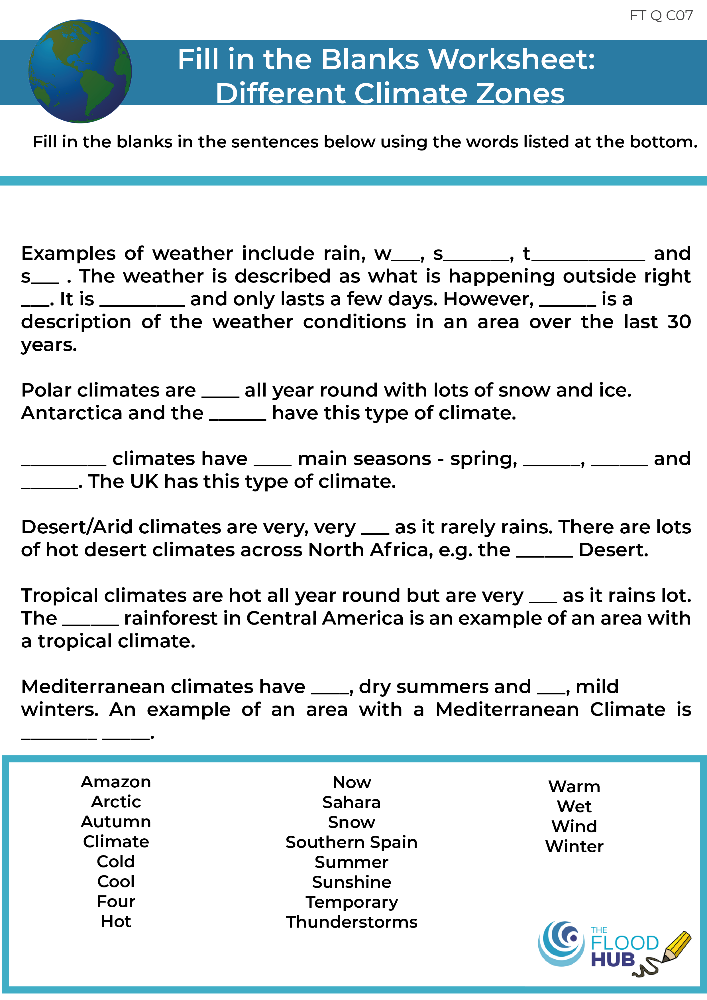 FT Q C07
Fill in the Blanks Worksheet:
Different Climate Zones
Fill in the blanks in the sentences below using the words listed at the bottom.
Examples of weather include rain, w___, s_______, t____________ and
s___ . The weather is described as what is happening outside right
___. It is _________ and only lasts a few days. However, ______ is a
description of the weather conditions in an area over the last 30
years.
Polar climates are ____ all year round with lots of snow and ice.
Antarctica and the ______ have this type of climate.
_________ climates have ____ main seasons - spring, ______, ______ and
______. The UK has this type of climate.
Desert/Arid climates are very, very ___ as it rarely rains. There are lots
of hot desert climates across North Africa, e.g. the ______ Desert.
Tropical climates are hot all year round but are very ___ as it rains lot.
The ______ rainforest in Central America is an example of an area with
a tropical climate.
Mediterranean climates have ____, dry summers and ___, mild
winters. An example of an area with a Mediterranean Climate is
________ _____.
Amazon
Arctic
Autumn
Climate
Cold
Cool
Four
Hot
Now
Sahara
Snow
Southern Spain
Summer
Sunshine
Temporary
Thunderstorms
Warm
Wet
Wind
Winter
THE
FLOOD
HUB